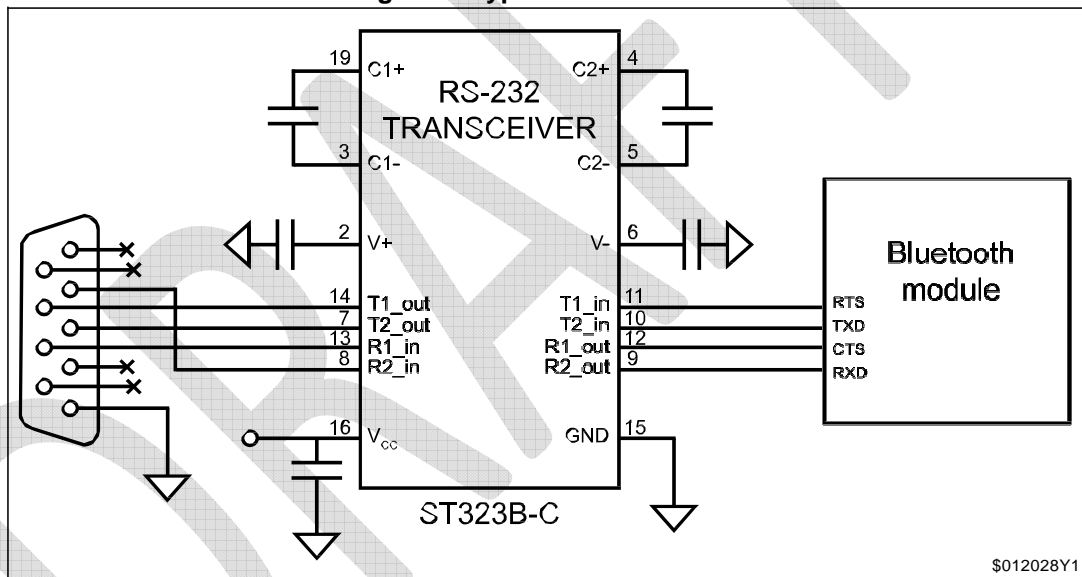 19
C1+
C2+
4
RS-232
TRANSCEIVER
3
C1-
C2-
5
2
V+
V-
6
14
T1_out
T1_in
11
7
T2_out
T2_in
10
13
R1_in
R1_out
12
8
R2_in
R2_out
9
16
Vcc
GND
15
ST323B-C
Bluetooth
module
RTS
TXD
CTS
RXD
$012028Y1
DRAFT